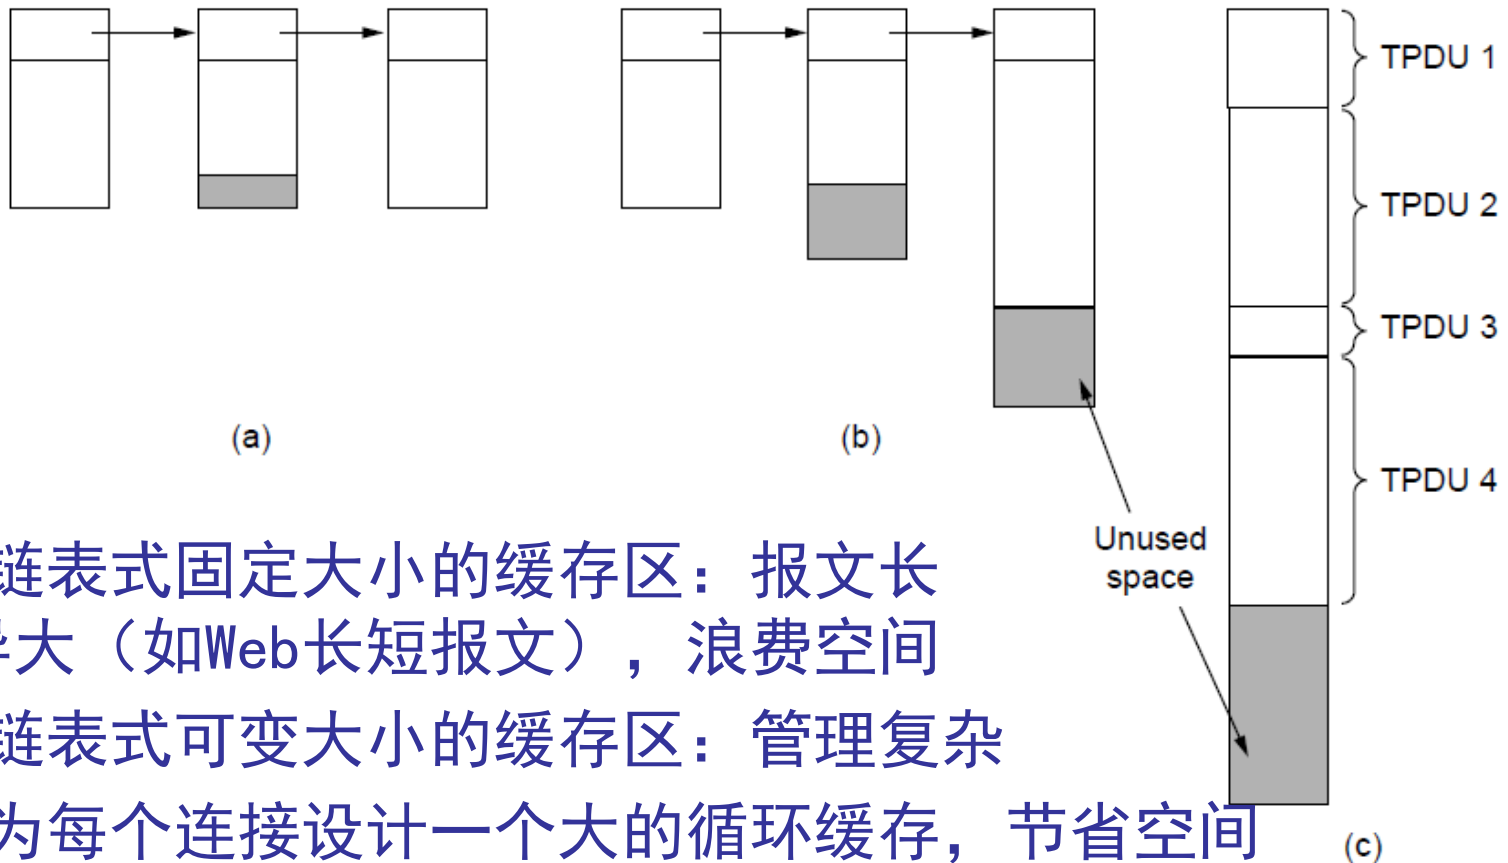 TPDU 1
TPDU 2
TPDU 3
TPDU 4
(a)
(b)
Unused
space
链表式固定大小的缓存区：报文长
大（如Web长短报文），浪费空间
链表式可变大小的缓存区：管理复杂
为每个连接设计一个大的循环缓存，节省空间
(c)